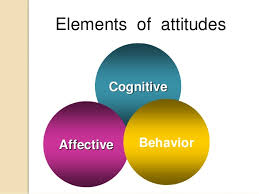 Elements of attitudes
Cognitive
Affective
Behavior